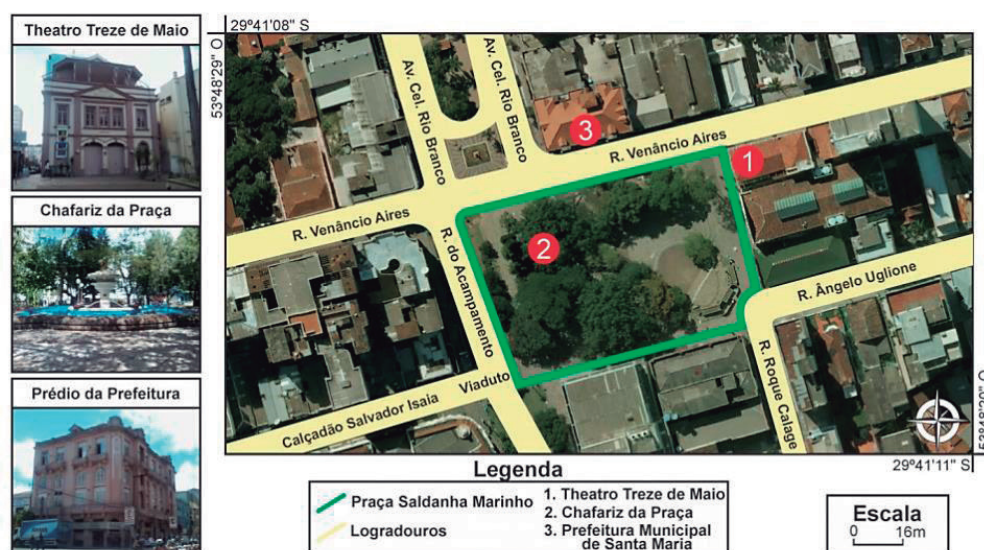 Theatro Treze de Maio
Chafariz da Praça
Prédio da Prefeitura
29º41'08" S
53º48'29" O
Av. Cel. Rio Branco
Av. Cel. Rio Branco
3
R. Venâncio Aires
1
R. Venâncio Aires
2
R. do Acampamento
R. Ângelo Uglione
Viaduto
Calçadão Salvador Isaia
R. Roque Calage
29º41'11" S
Legenda
Praça Saldanha Marinho
Logradouros
1. Theatro Treze de Maio
2. Chafariz da Praça
3. Prefeitura Municipal
de Santa Maria
Escala
0 16m